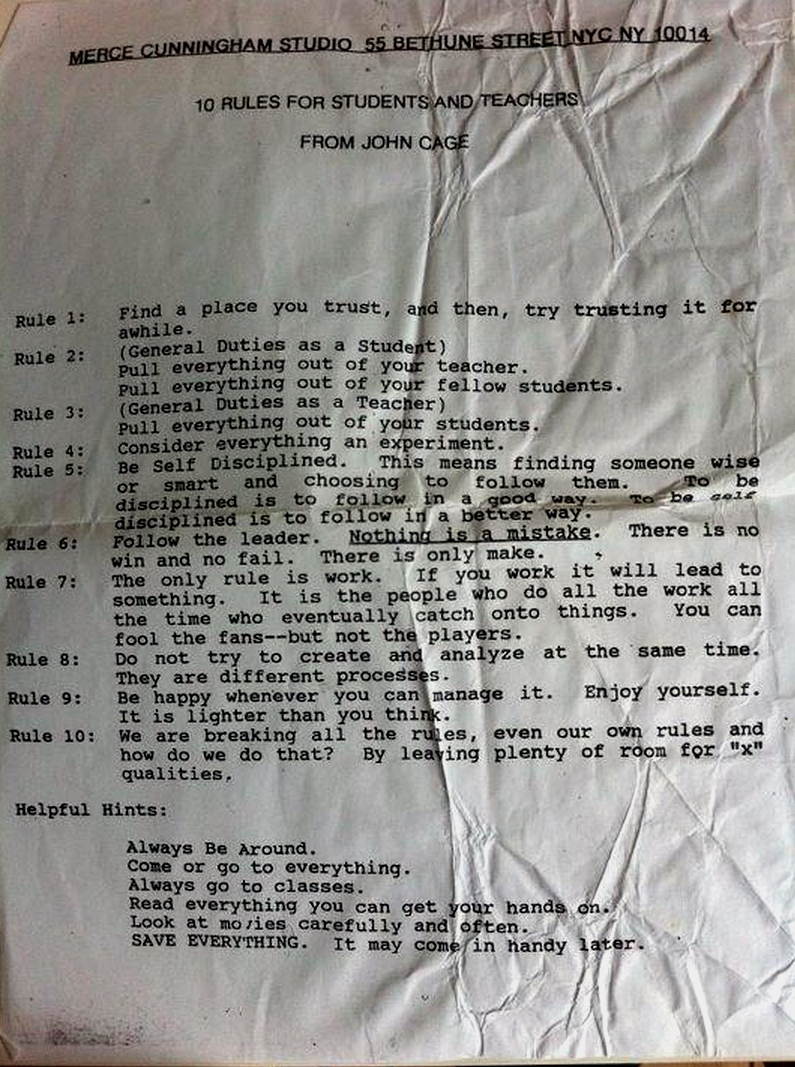 MERCE CUNNINGHAM STUDIO 55 BETHUNE STREET NYC NY 10014
10 RULES FOR STUDENTS AND TEACHERS
FROM JOHN CAGE
Rule 1: Find a place you trust, and then, try trusting it for
awhile.
Rule 2: (General Duties as a Student)
Pull everything out of your teacher.
Pull everything out of your fellow students.
Rule 3: (General Duties as a Teacher)
Pull everything out of your students.
Rule 4: Consider everything an experiment.
Rule 5: Be Self Disciplined. This means finding someone wise
or smart and choosing to follow them. To be
disciplined is to follow in a good way. To be self
disciplined is to follow in a better way.
Rule 6: Follow the leader. Nothing is a mistake. There is no
win and no fail. There is only make.
Rule 7: The only rule is work. If you work it will lead to
something. It is the people who do all the work all
the time who eventually catch onto things. You can
fool the fans--but not the players.
Rule 8: Do not try to create and analyze at the same time.
They are different processes.
Rule 9: Be happy whenever you can manage it. Enjoy yourself.
It is lighter than you think.
Rule 10: We are breaking all the rules, even our own rules and
how do we do that? By leaving plenty of room for "x"
qualities.
Helpful Hints:
Always Be Around.
Come or go to everything.
Always go to classes.
Read everything you can get your hands on.
Look at movies carefully and often.
SAVE EVERYTHING. It may come in handy later.